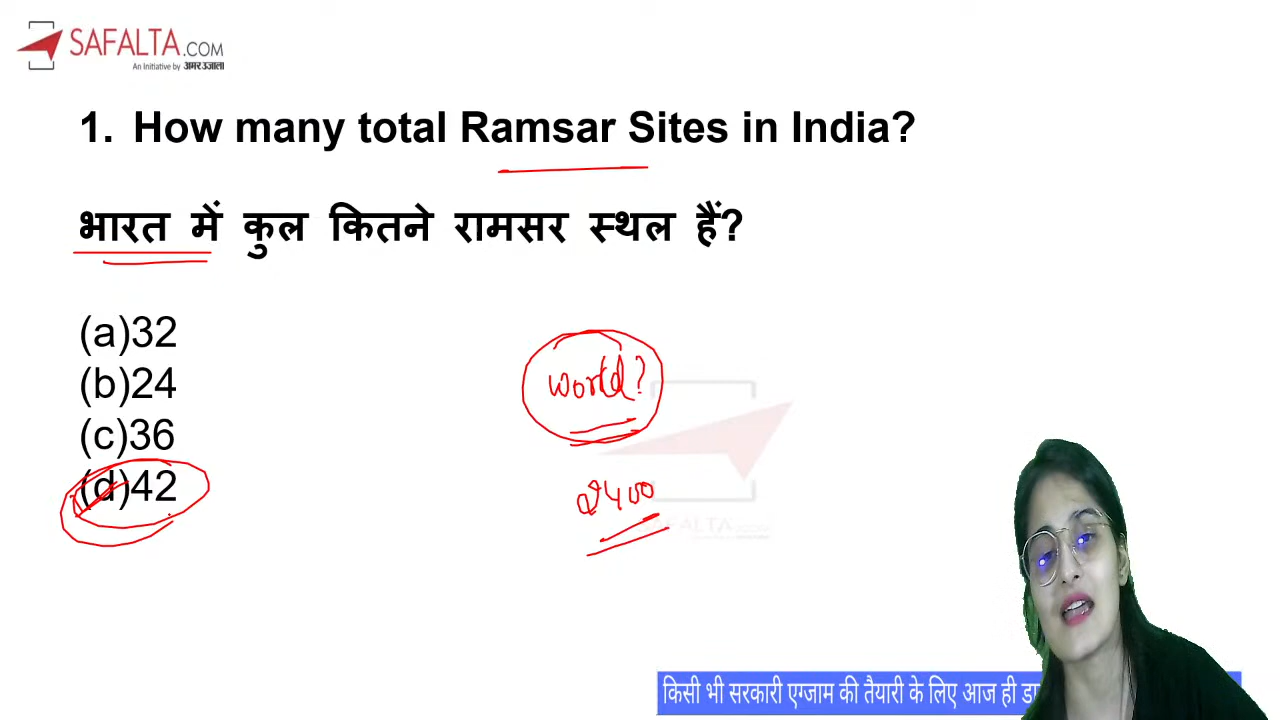 SAFALTA.COM
An Initiative by अमर उजाला
1. How many total Ramsar Sites in India?
भारत में कुल कितने रामसर स्थल हैं?
(a)32
(b)24
(c)36
(d)42
world?
2400
किसी भी सरकारी एग्जाम की तैयारी के लिए आज ही